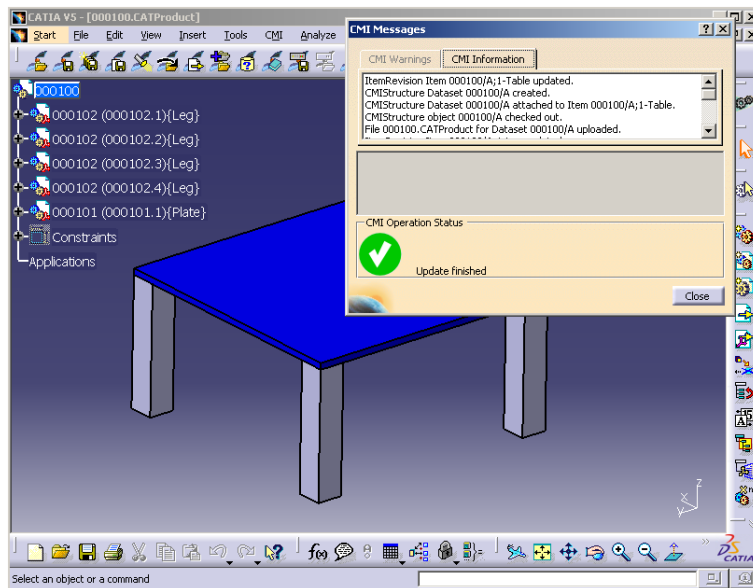 CATIA V5 - [000100.CATProduct]
Start File Edit View Insert Tools CMI Analyze
CMI Messages
CMI Warnings CMI Information
ItemRevision Item 000100/A;1-Table updated.
CMIStructure Dataset 000100/A created.
CMIStructure Dataset 000100/A attached to Item 000100/A;1-Table.
CMIStructure object 000100/A checked out.
File 000100.CATProduct for Dataset 000100/A uploaded.
CMI Operation Status
Update finished
Close
000100
000102 (000102.1){Leg}
000102 (000102.2){Leg}
000102 (000102.3){Leg}
000102 (000102.4){Leg}
000101 (000101.1){Plate}
Constraints
Applications
z
x
y
f(x)
CATIA
Select an object or a command